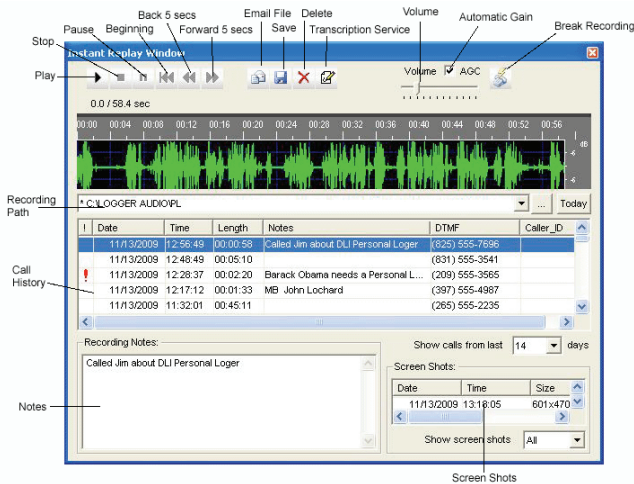 Back 5 secs
Email File
Delete
Volume
Automatic Gain
Beginning
Save
Pause
Forward 5 secs
Transcription Service
Break Recording
Stop
Instant Replay Window
Play
Volume
AGC
0.0 / 58.4 sec
00:00 00:04 00:08 00:12 00:16 00:20 00:24 00:28 00:32 00:36 00:40 00:44 00:48 00:52 00:56
dB
-6
-6
Recording
Path
* C:\LOGGER AUDIO\PL
...
Today
! Date Time Length Notes DTMF Caller_ID
11/13/2009 12:56:49 00:00:58 Called Jim about DLI Personal Loger (825) 555-7696
11/13/2009 12:48:49 00:05:10 (831) 555-3541
! 11/13/2009 12:28:37 00:02:20 Barack Obama needs a Personal L... (209) 555-3565
11/13/2009 12:17:12 00:01:33 MB John Lochard (397) 555-4987
11/13/2009 11:32:01 00:45:11 (265) 555-2235
Call
History
Recording Notes:
Called Jim about DLI Personal Loger
Notes
Show calls from last 14 days
Screen Shots:
Date Time Size
11/13/2009 13:18:05 601x470
Show screen shots All
Screen Shots